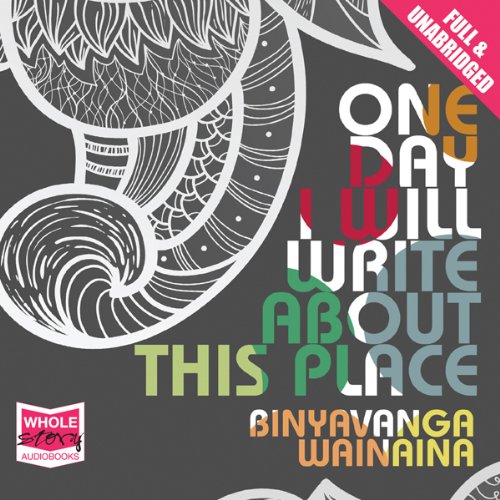 FULL &
UNABRIDGED
ONE
DAY
I WILL
WRITE
ABOUT
THIS PLACE
BINYAVANGA
WAINAINA
WHOLE
story
AUDIOBOOKS